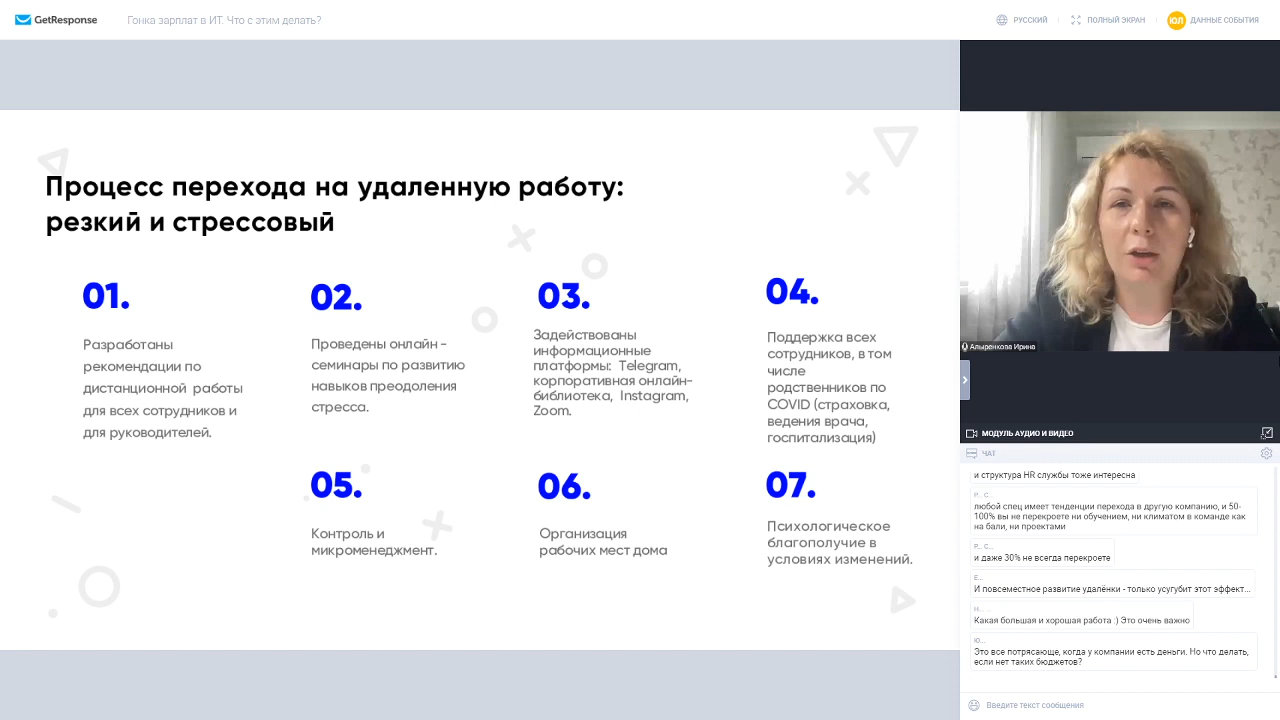 GetResponse
Гонка зарплат в ИТ. Что с этим делать?
РУССКИЙ
ПОЛНЫЙ ЭКРАН
ЮЛ
ДАННЫЕ СОБЫТИЯ
Процесс перехода на удаленную работу:
резкий и стрессовый
01.
Разработаны
рекомендации по
дистанционной работы
для всех сотрудников и
для руководителей.
02.
Проведены онлайн -
семинары по развитию
навыков преодоления
стресса.
03.
Задействованы
информационные
платформы: Telegram,
корпоративная онлайн-
библиотека, Instagram,
Zoom.
04.
Поддержка всех
сотрудников, в том
числе
родственников по
COVID (страховка,
ведения врача,
госпитализация)
05.
Контроль и
микроменеджмент.
06.
Организация
рабочих мест дома
07.
Психологическое
благополучие в
условиях изменений.
Алыренкова Ирина
МОДУЛЬ АУДИО И ВИДЕО
ЧАТ
и структура HR службы тоже интересна
Р... С...
любой спец имеет тенденции перехода в другую компанию, и 50-
100% вы не перекроете ни обучением, ни климатом в команде как
на бали, ни проектами
Р... С...
и даже 30% не всегда перекроете
Е...
И повсеместное развитие удалёнки - только усугубит этот эффект...
Н... ...
Какая большая и хорошая работа :) Это очень важно
Ю...
Это все потрясающе, когда у компании есть деньги. Но что делать,
если нет таких бюджетов?
Введите текст сообщения